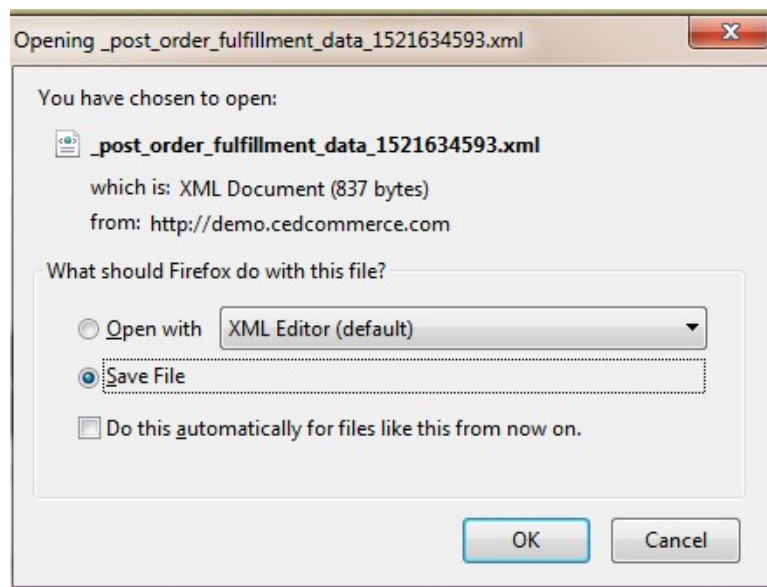 Opening _post_order_fulfillment_data_1521634593.xml
You have chosen to open:
_post_order_fulfillment_data_1521634593.xml
which is: XML Document (837 bytes)
from: http://demo.cedcommerce.com
What should Firefox do with this file?
Open with XML Editor (default)
Save File
Do this automatically for files like this from now on.
OK Cancel